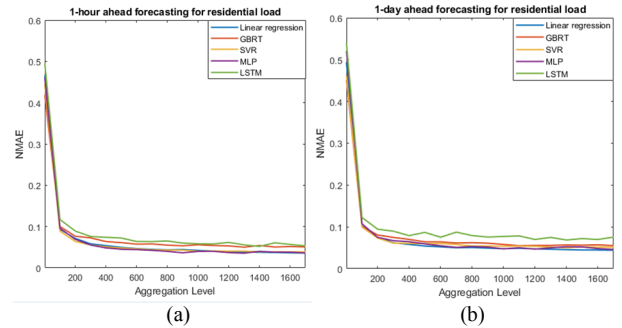 1-hour ahead forecasting for residential load
0.6
0.5
0.4
0.3
0.2
0.1
0
NMAE
200
400
600
800
1000
1200
1400
1600
Aggregation Level
Linear regression
GBRT
SVR
MLP
LSTM
(a)
1-day ahead forecasting for residential load
0.6
0.5
0.4
0.3
0.2
0.1
0
NMAE
200
400
600
800
1000
1200
1400
1600
Aggregation Level
Linear regression
GBRT
SVR
MLP
LSTM
(b)